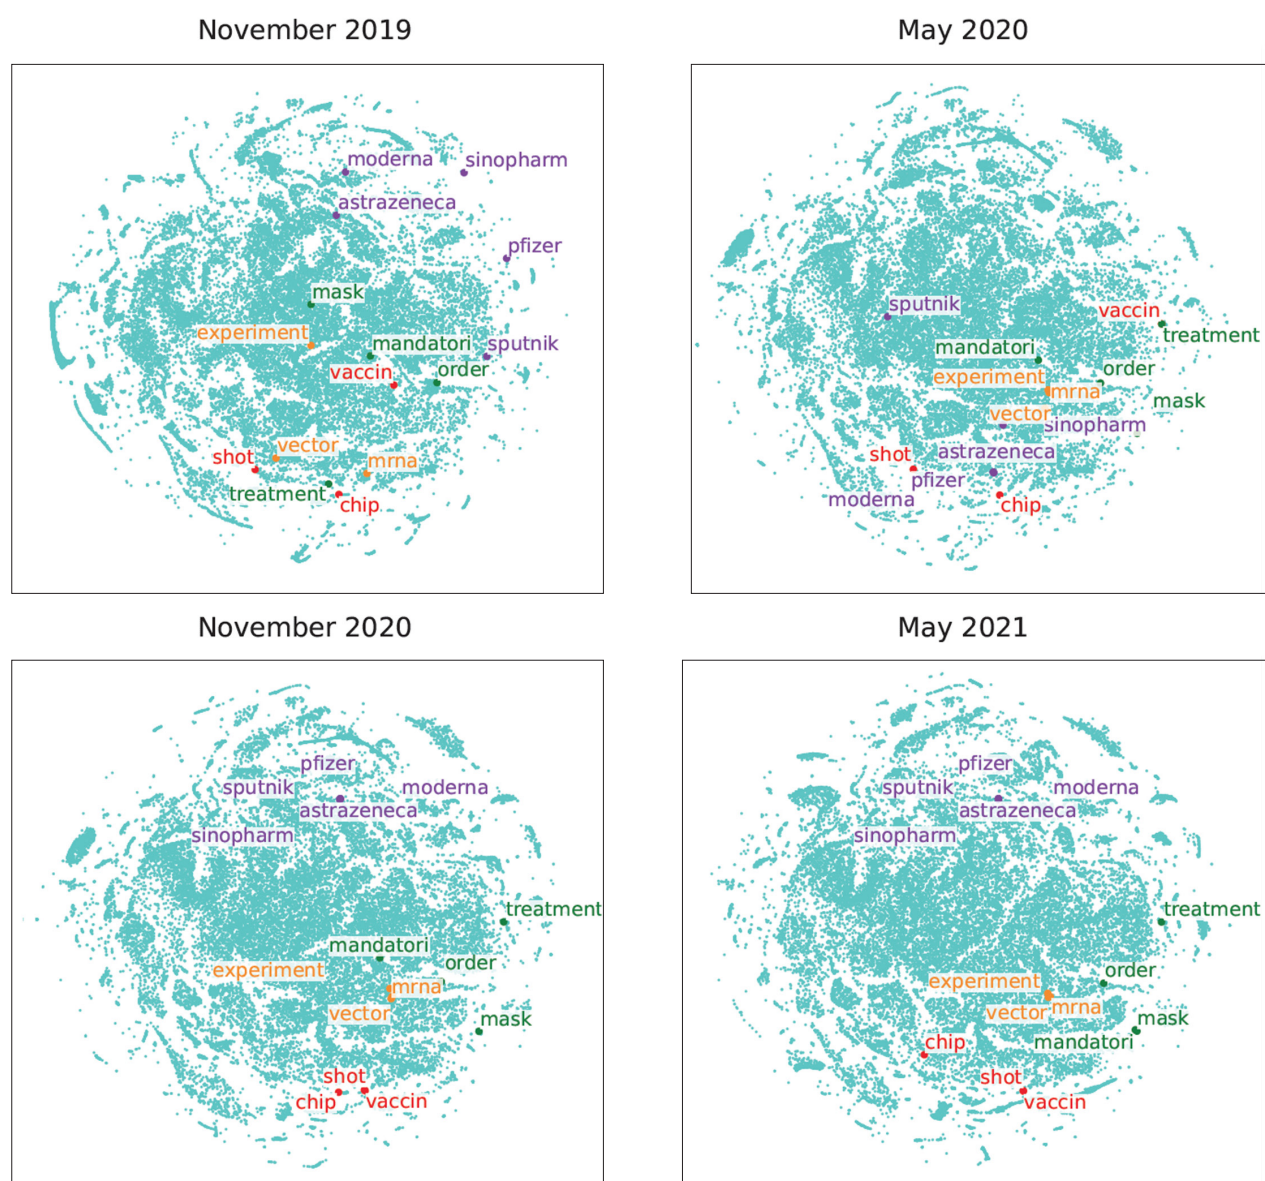 November 2019
May 2020
moderna
sinopharm
astrazeneca
pfizer
mask
experiment
mandatori
sputnik
vaccin
order
vector
shot
mrna
treatment
chip
sputnik
vaccin
treatment
mandatori
order
experiment
mrna
mask
vector
sinopharm
shot
astrazeneca
pfizer
moderna
chip
November 2020
May 2021
pfizer
sputnik
moderna
astrazeneca
sinopharm
treatment
mandatori
order
experiment
mrna
vector
mask
shot
chip
vaccin
pfizer
sputnik
moderna
astrazeneca
sinopharm
treatment
order
experiment
mrna
vector
mask
mandatori
chip
shot
vaccin